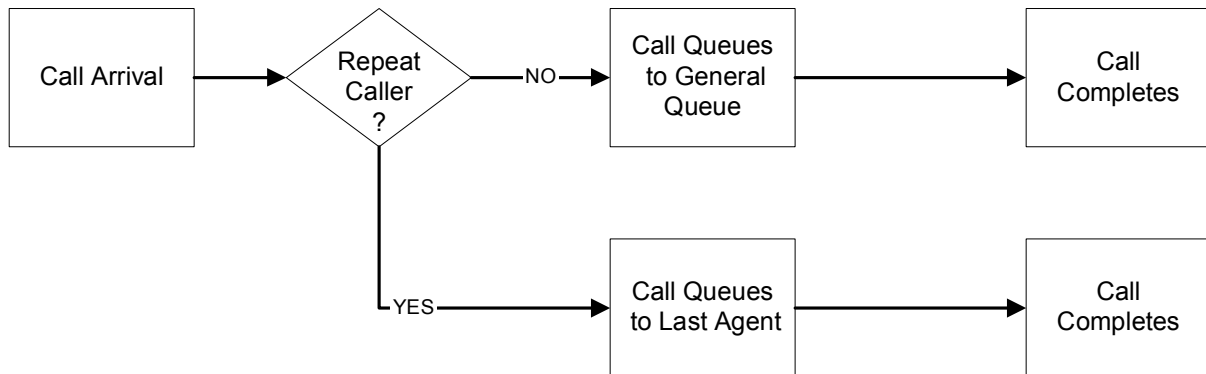 Call Arrival
Repeat
Caller
?
NO
Call Queues
to General
Queue
Call
Completes
YES
Call Queues
to Last Agent
Call
Completes